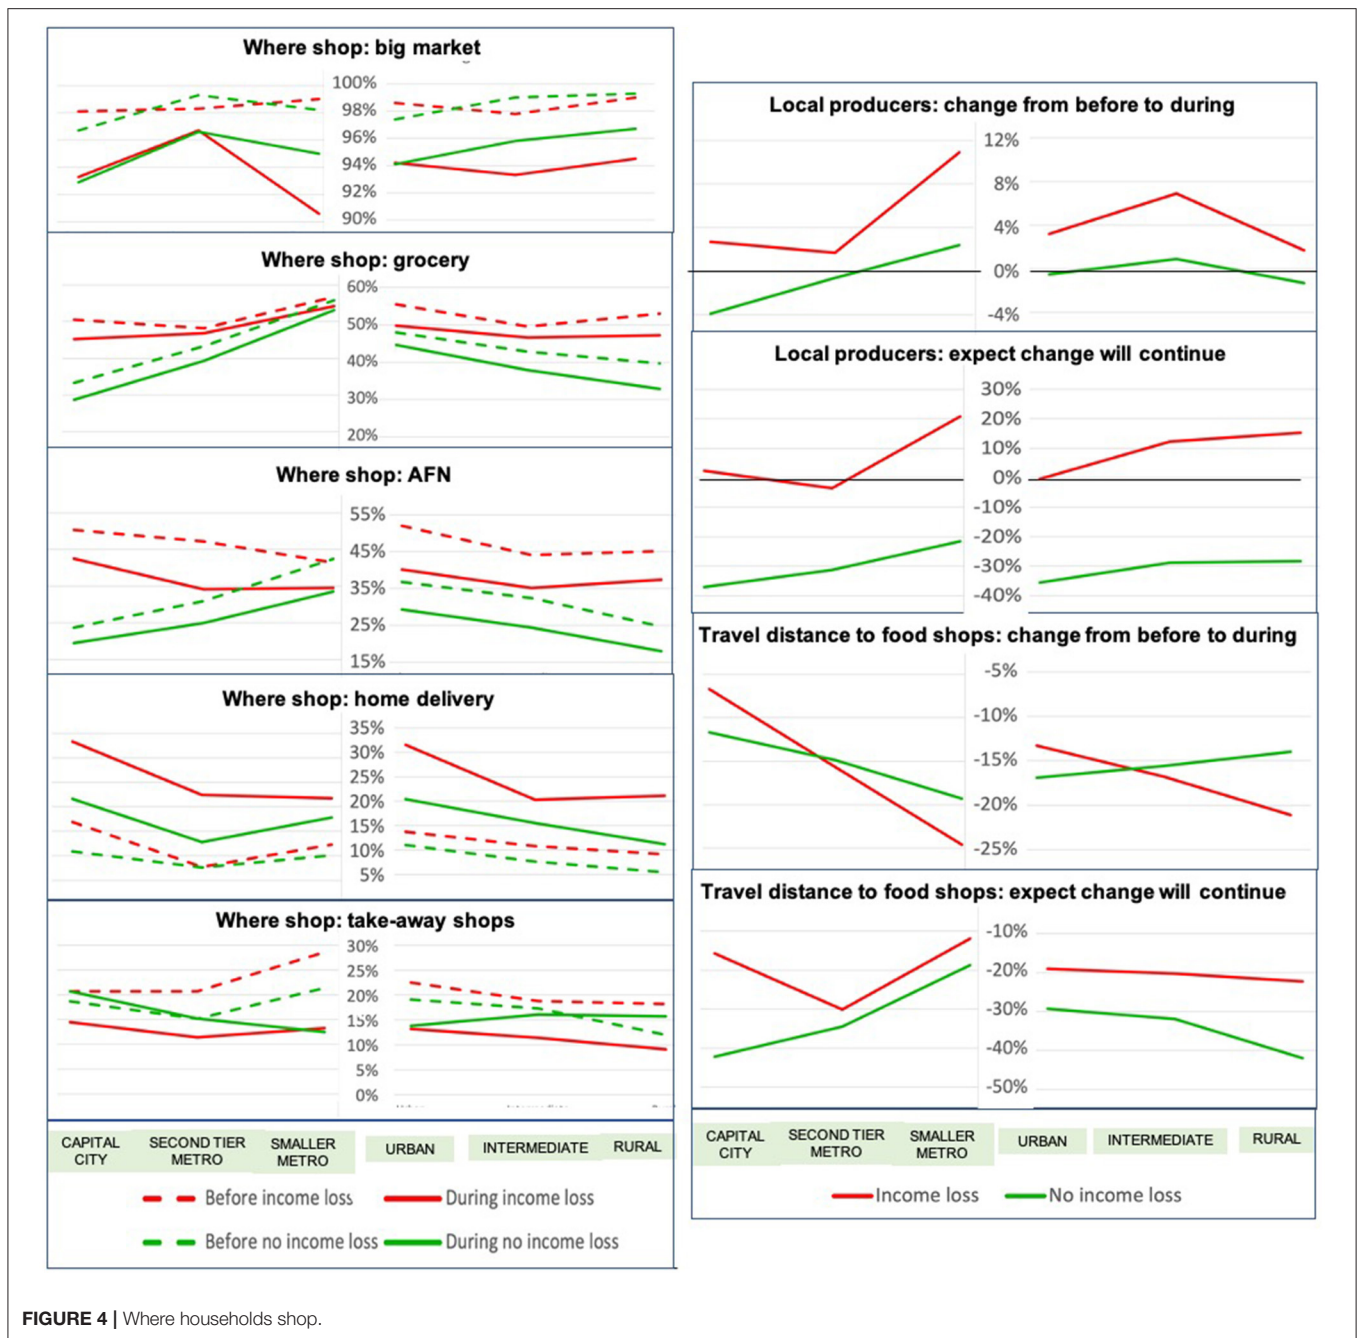 Where shop: big market
100%
98%
96%
94%
92%
90%
Where shop: grocery
60%
50%
40%
30%
20%
Where shop: AFN
55%
45%
35%
25%
15%
Where shop: home delivery
35%
30%
25%
20%
15%
10%
5%
Where shop: take-away shops
30%
25%
20%
15%
10%
5%
0%
CAPITAL
CITY
SECOND TIER
METRO
SMALLER
METRO
URBAN
INTERMEDIATE
RURAL
Before income loss
During income loss
Before no income loss
During no income loss
Local producers: change from before to during
12%
8%
4%
0%
-4%
Local producers: expect change will continue
30%
20%
10%
0%
-10%
-20%
-30%
-40%
Travel distance to food shops: change from before to during
-5%
-10%
-15%
-20%
-25%
Travel distance to food shops: expect change will continue
-10%
-20%
-30%
-40%
-50%
CAPITAL
CITY
SECOND TIER
METRO
SMALLER
METRO
URBAN
INTERMEDIATE
RURAL
Income loss
No income loss
FIGURE 4 | Where households shop.